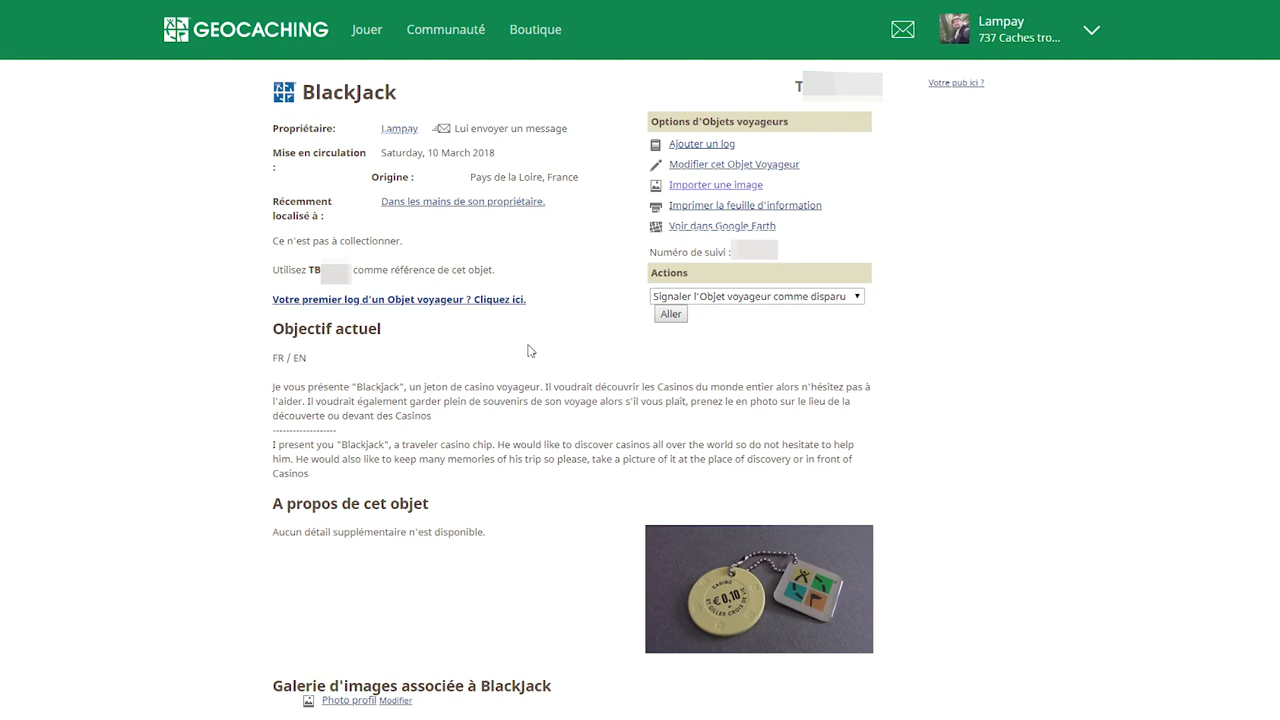 GEOCACHING
Jouer
Communauté
Boutique
Lampay
737 Caches tro...
BlackJack
T
Votre pub ici ?
Propriétaire:
Lampay
Lui envoyer un message
Mise en circulation
:
Saturday, 10 March 2018
Origine :
Pays de la Loire, France
Récemment
localisé à :
Dans les mains de son propriétaire.
Ce n'est pas à collectionner.
Utilisez TB
comme référence de cet objet.
Votre premier log d'un Objet voyageur ? Cliquez ici.
Options d'Objets voyageurs
Ajouter un log
Modifier cet Objet Voyageur
Importer une image
Imprimer la feuille d'information
Voir dans Google Earth
Numéro de suivi :
Actions
Signaler l'Objet voyageur comme disparu
Aller
Objectif actuel
FR / EN
Je vous présente "Blackjack", un jeton de casino voyageur. Il voudrait découvrir les Casinos du monde entier alors n'hésitez pas à
l'aider. Il voudrait également garder plein de souvenirs de son voyage alors s'il vous plaît, prenez le en photo sur le lieu de la
découverte ou devant des Casinos
-------------------
I present you "Blackjack", a traveler casino chip. He would like to discover casinos all over the world so do not hesitate to help
him. He would also like to keep many memories of his trip so please, take a picture of it at the place of discovery or in front of
Casinos
A propos de cet objet
Aucun détail supplémentaire n'est disponible.
CASINO
€ 0,10
ST GILLES CROIX DE VIE
Galerie d'images associée à BlackJack
Photo profil Modifier